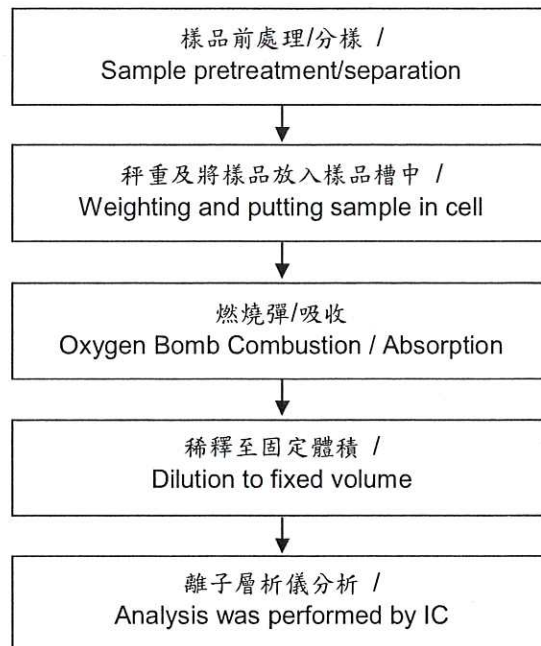 樣品前處理/分樣 /
Sample pretreatment/separation
秤重及將樣品放入樣品槽中 /
Weighting and putting sample in cell
燃燒彈/吸收
Oxygen Bomb Combustion / Absorption
稀釋至固定體積 /
Dilution to fixed volume
離子層析儀分析 /
Analysis was performed by IC